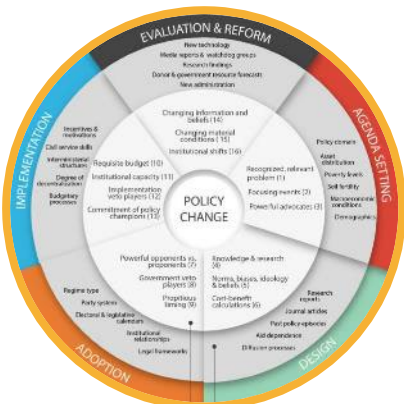 EVALUATION & REFORM
New technology
Media reports & watchdog groups
Research findings
Donor & government resource forecasts
New administration
Changing information and
Beliefs (14)
Changing material
conditions (15)
Institutional shifts (16)
AGENDA SETTING
Policy domain
Asset
distribution
Poverty levels
Soil fertility
Macroeconomic
conditions
Demographics
Recognized, relevant
problem (1)
Focusing events (2)
Powerful advocates (3)
POLICY
CHANGE
IMPLEMENTATION
Incentives &
motivations
Civil service skills
Interministerial
structures
Degree of
decentralization
Budgetary
processes
Requisite budget (10)
Institutional capacity (11)
Implementation
veto players (12)
Commitment of policy
champions (13)
Powerful opponents vs.
proponents (7)
Government veto
players (8)
Propitious
timing (9)
Knowledge & research
(4)
Norms, biases, ideology
& beliefs (5)
Cost-benefit
calculations (6)
Regime type
Party system
Electoral & legislative
calendars
Institutional
relationships
Legal frameworks
ADOPTION
Research
reports
Journal articles
Past policy episodes
Aid dependence
Diffusion processes
DESIGN